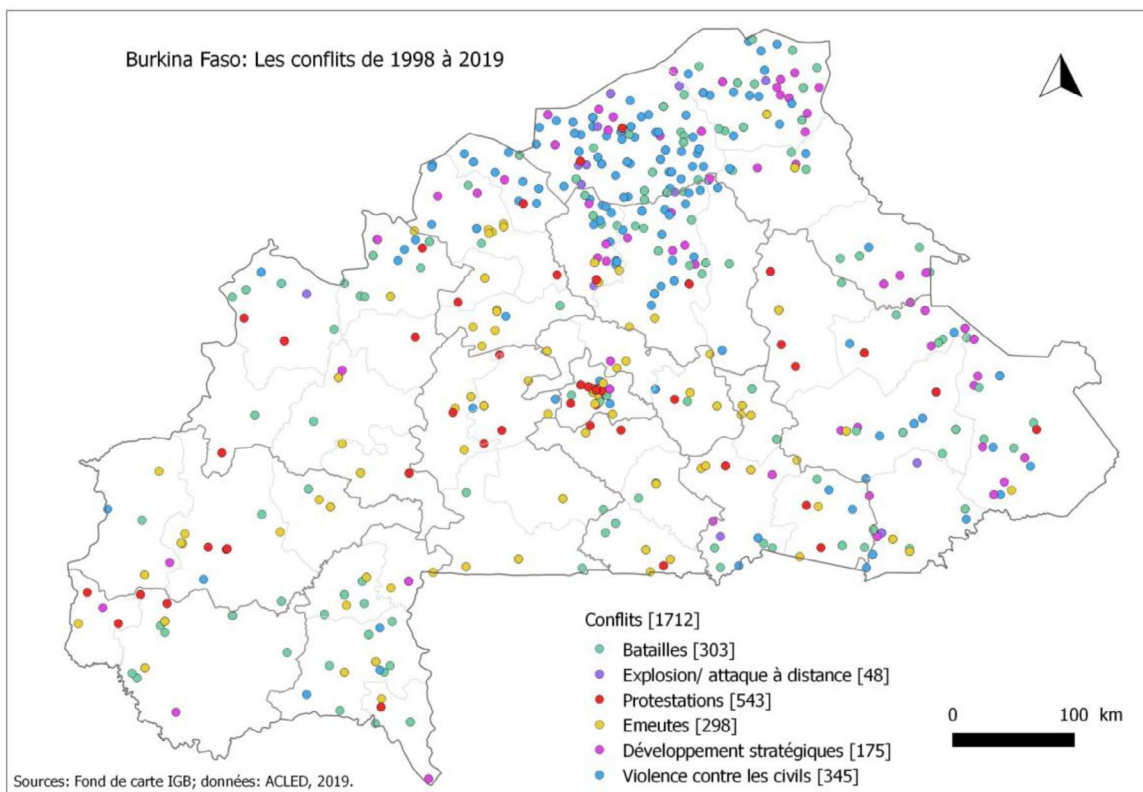 Burkina Faso: Les conflits de 1998 à 2019
Conflits [1712]
Batailles [303]
Explosion/ attaque à distance [48]
Protestations [543]
Emeutes [298]
Développement stratégiques [175]
Violence contre les civils [345]
0 100 km
Sources: Fond de carte IGB; données: ACLED, 2019.